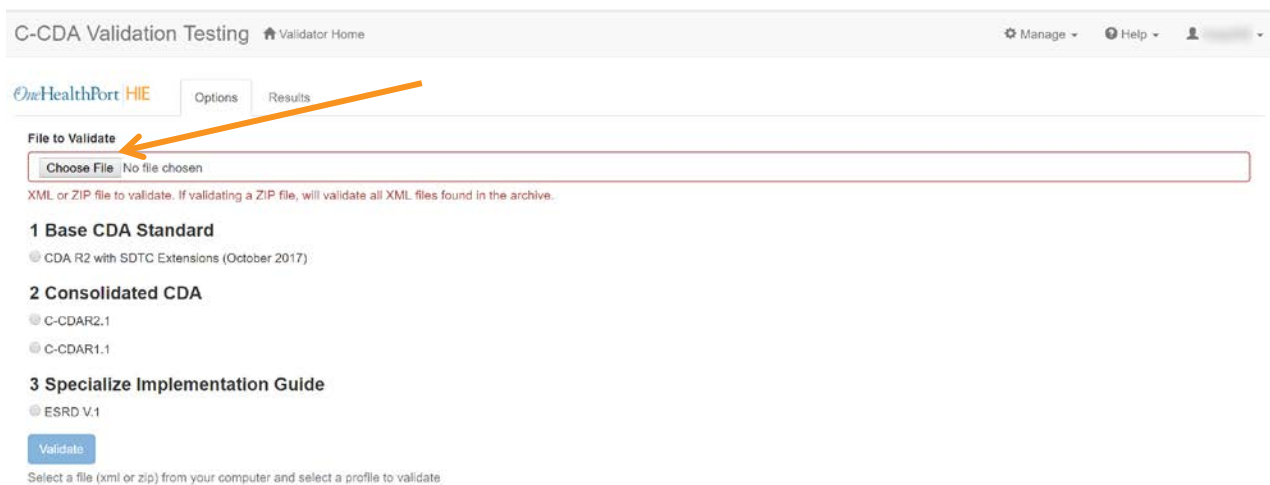 C-CDA Validation Testing Validator Home Manage Help
OneHealthPort HIE Options Results
File to Validate
Choose File No file chosen
XML or ZIP file to validate. If validating a ZIP file, will validate all XML files found in the archive.
1 Base CDA Standard
CDA R2 with SDTC Extensions (October 2017)
2 Consolidated CDA
C-CDAR2.1
C-CDAR1.1
3 Specialize Implementation Guide
ESRD V.1
Validate
Select a file (xml or zip) from your computer and select a profile to validate